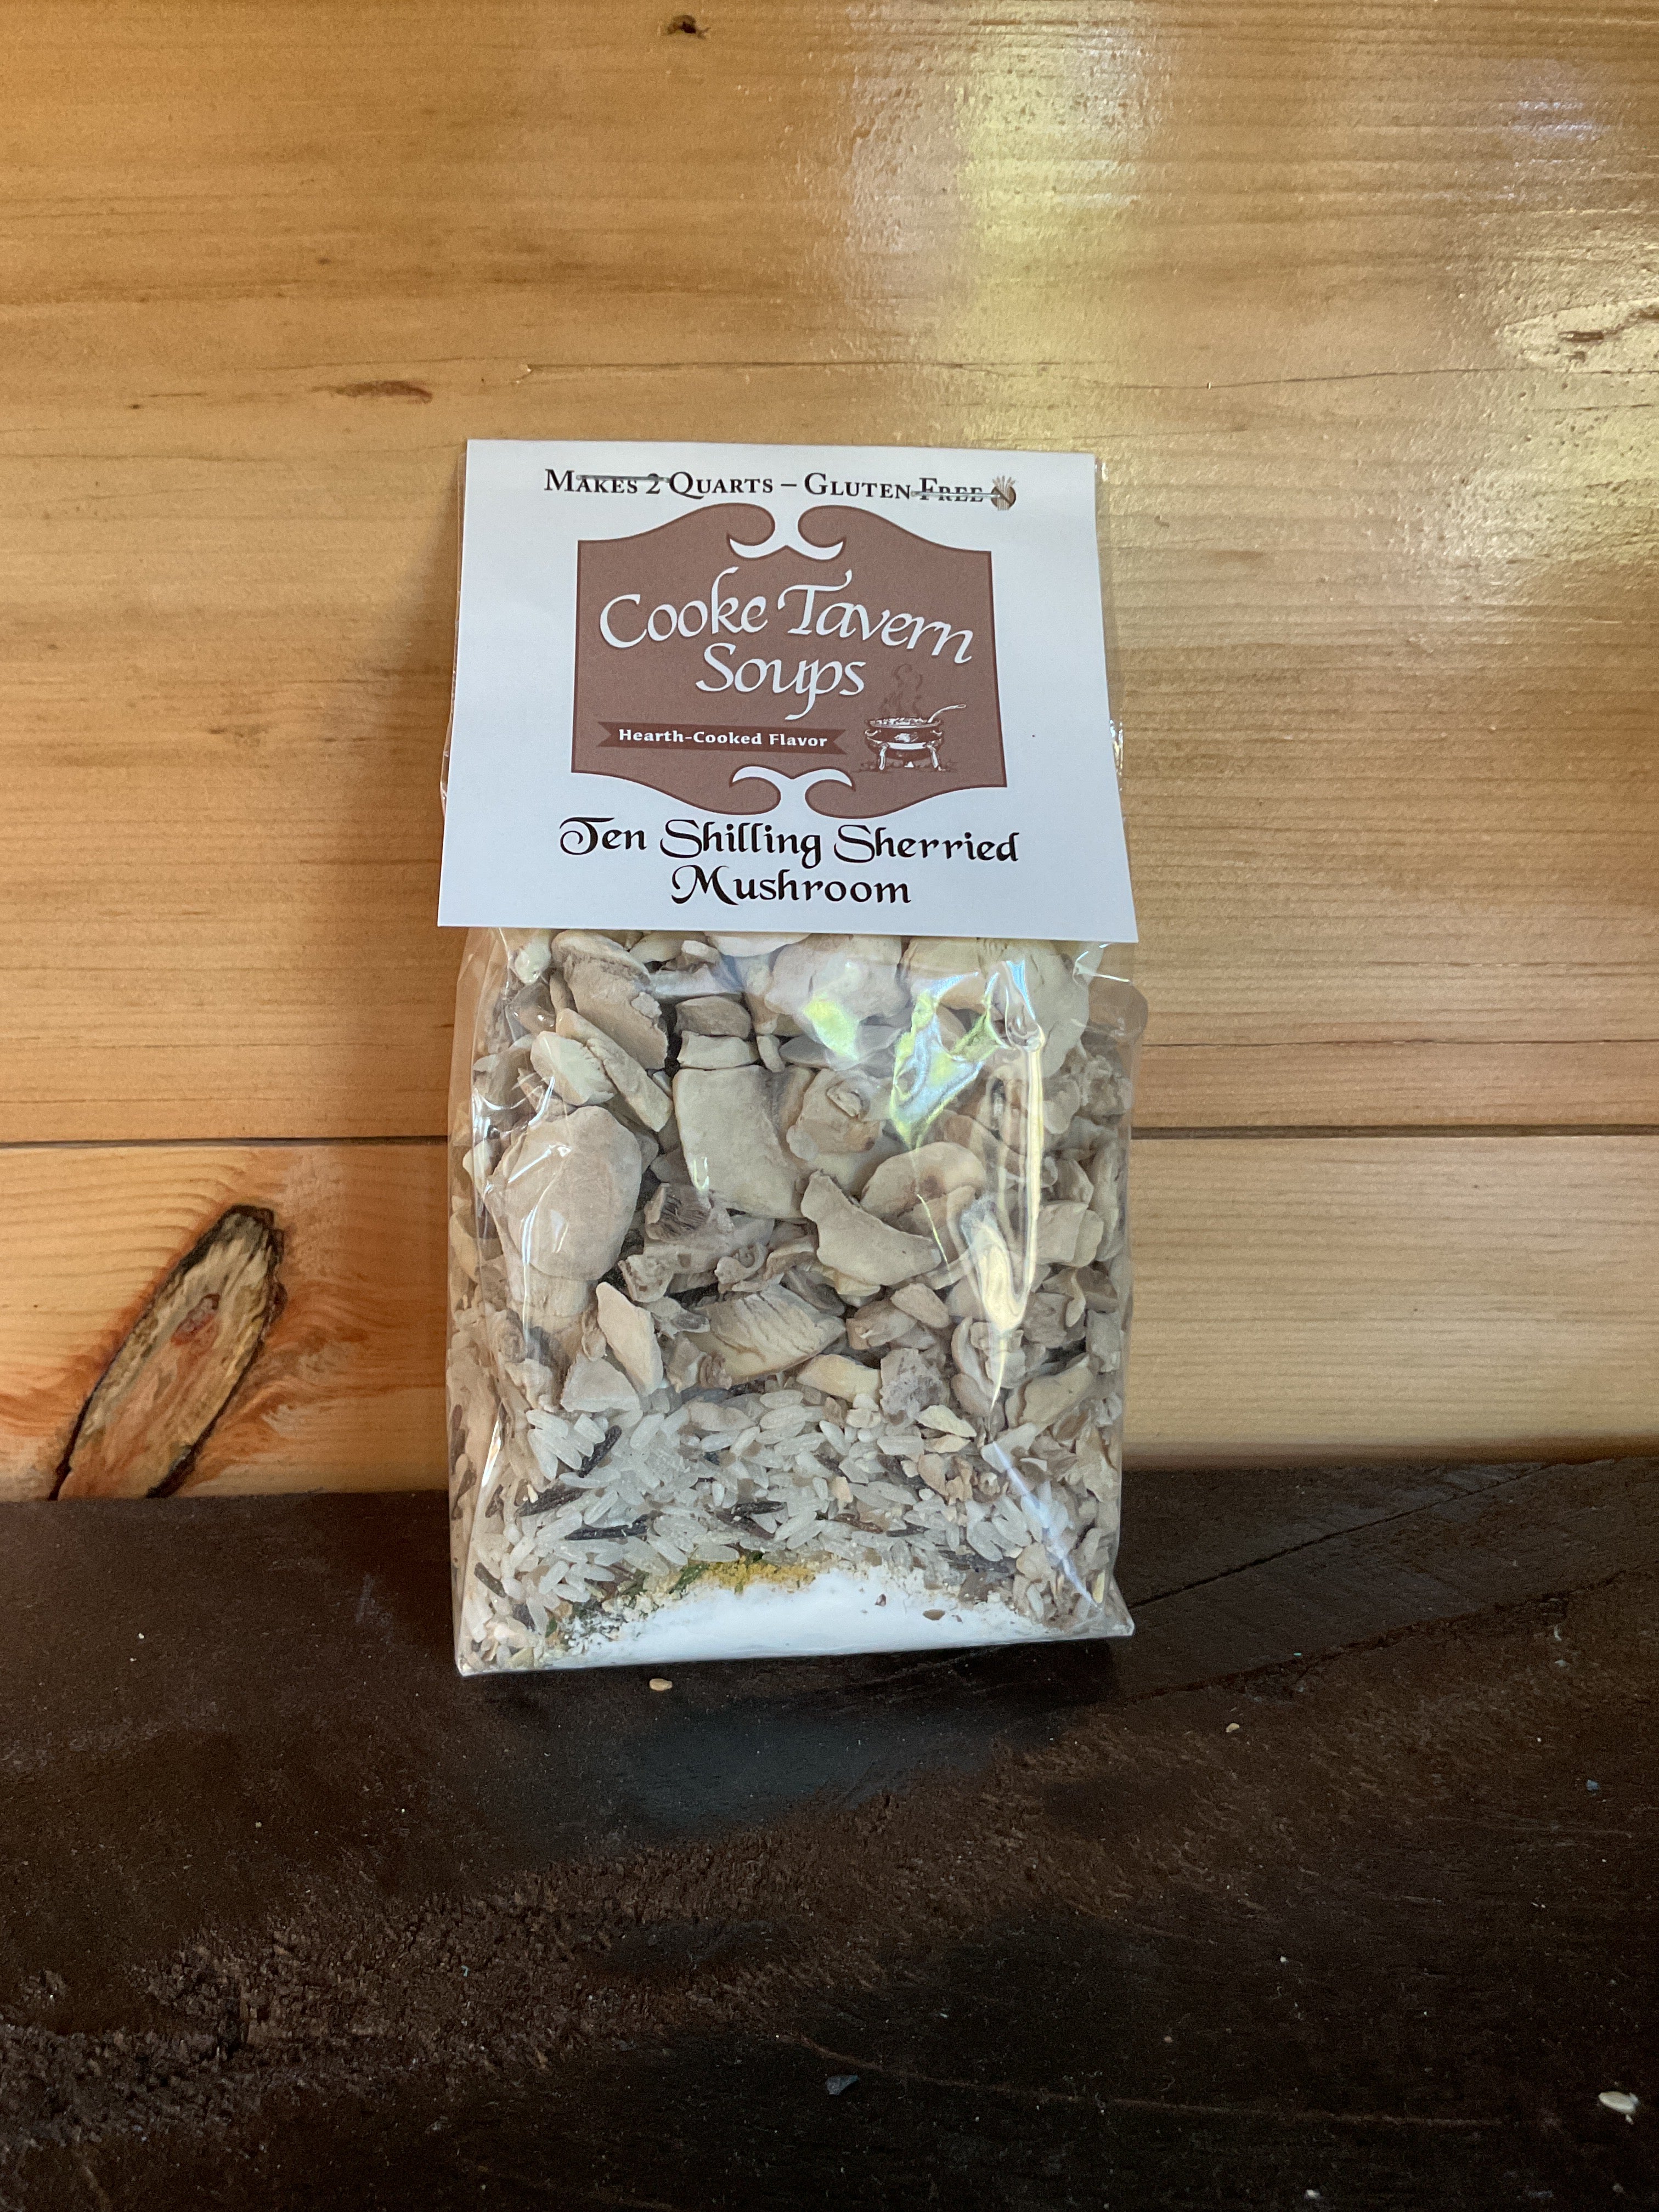 MAKES 2 QUARTS – GLUTEN FREE
Cooke Tavern
Soups
Hearth-Cooked Flavor
Ten Shilling Sherried
Mushroom